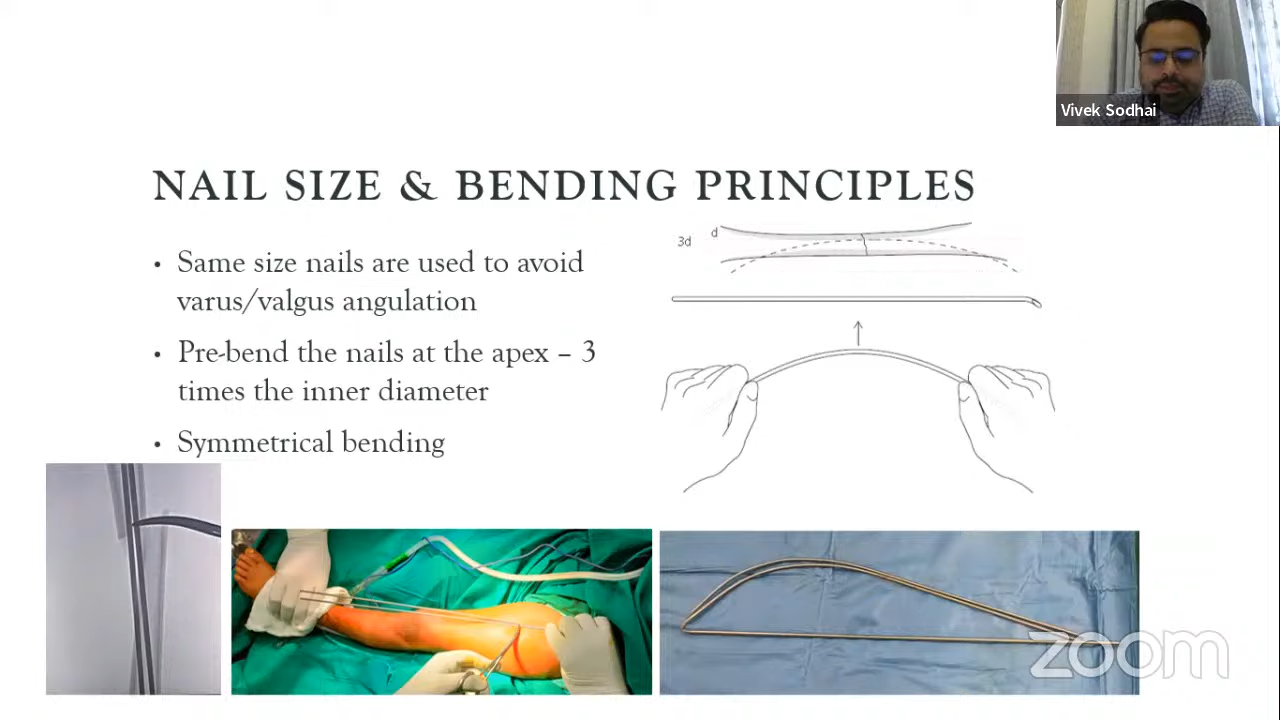 Vivek Sodhai
NAIL SIZE & BENDING PRINCIPLES
• Same size nails are used to avoid
varus/valgus angulation
• Pre-bend the nails at the apex – 3
times the inner diameter
• Symmetrical bending
d
3d
zoom